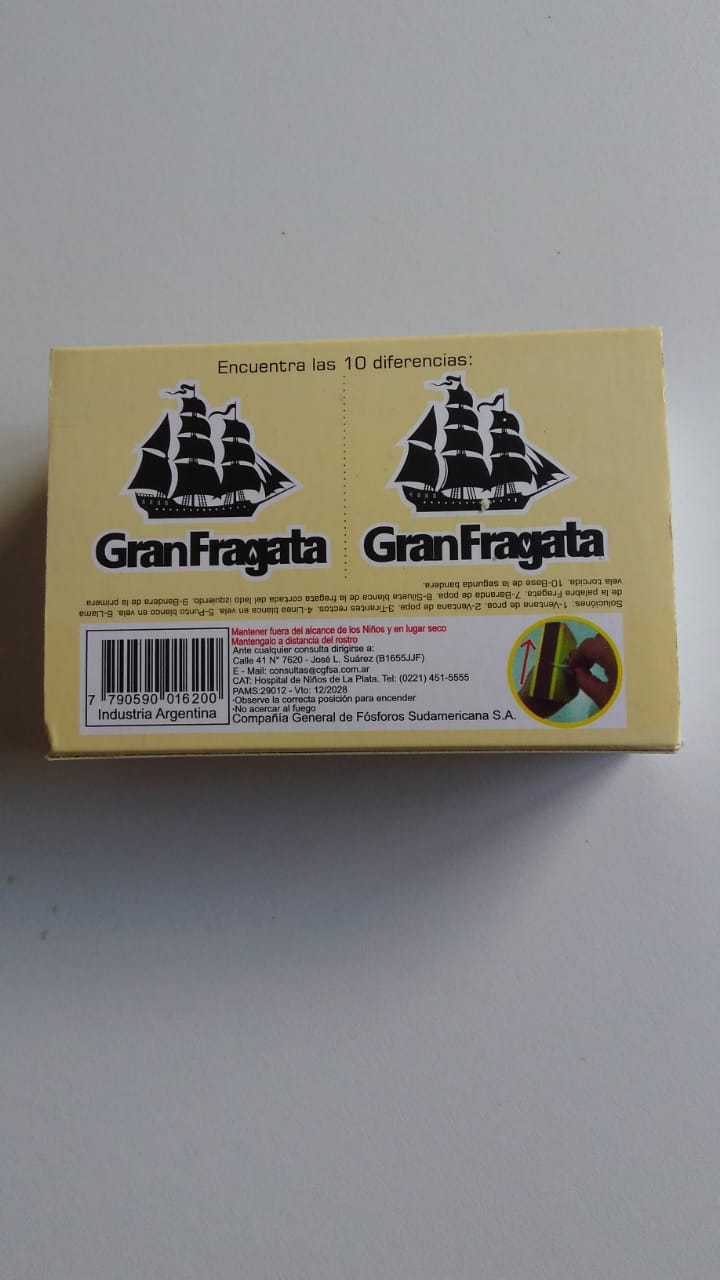 Encuentra las 10 diferencias:
GranFragata
GranFragata
Soluciónes: 1-Ventana de proa. 2-Ventana de popa. 3-Tirantes rectos. 4-Linea blanca en vela. 5-Punto blanco en vela. 6-Llama
de la palabra Fragata. 7-Baranda de popa. 8-Silueta blanca de la fragata cortada del lado izquierdo. 9-Bandera de la primera
vela torcida. 10-Base de la segunda bandera.
7 790590 016200
Industria Argentina
Mantener fuera del alcance de los Niños y en lugar seco
Mantengalo a distancia del rostro
Ante cualquier consulta dirigirse a:
Calle 41 N° 7620 - José L. Suárez (B1655JJF)
E - Mail: consultas@cgfsa.com.ar
CAT: Hospital de Niños de La Plata. Tel: (0221) 451-5555
PAMS:29012 - Vto: 12/2028
·Observe la correcta posición para encender
·No acercar al fuego
Compañia General de Fósforos Sudamericana S.A.